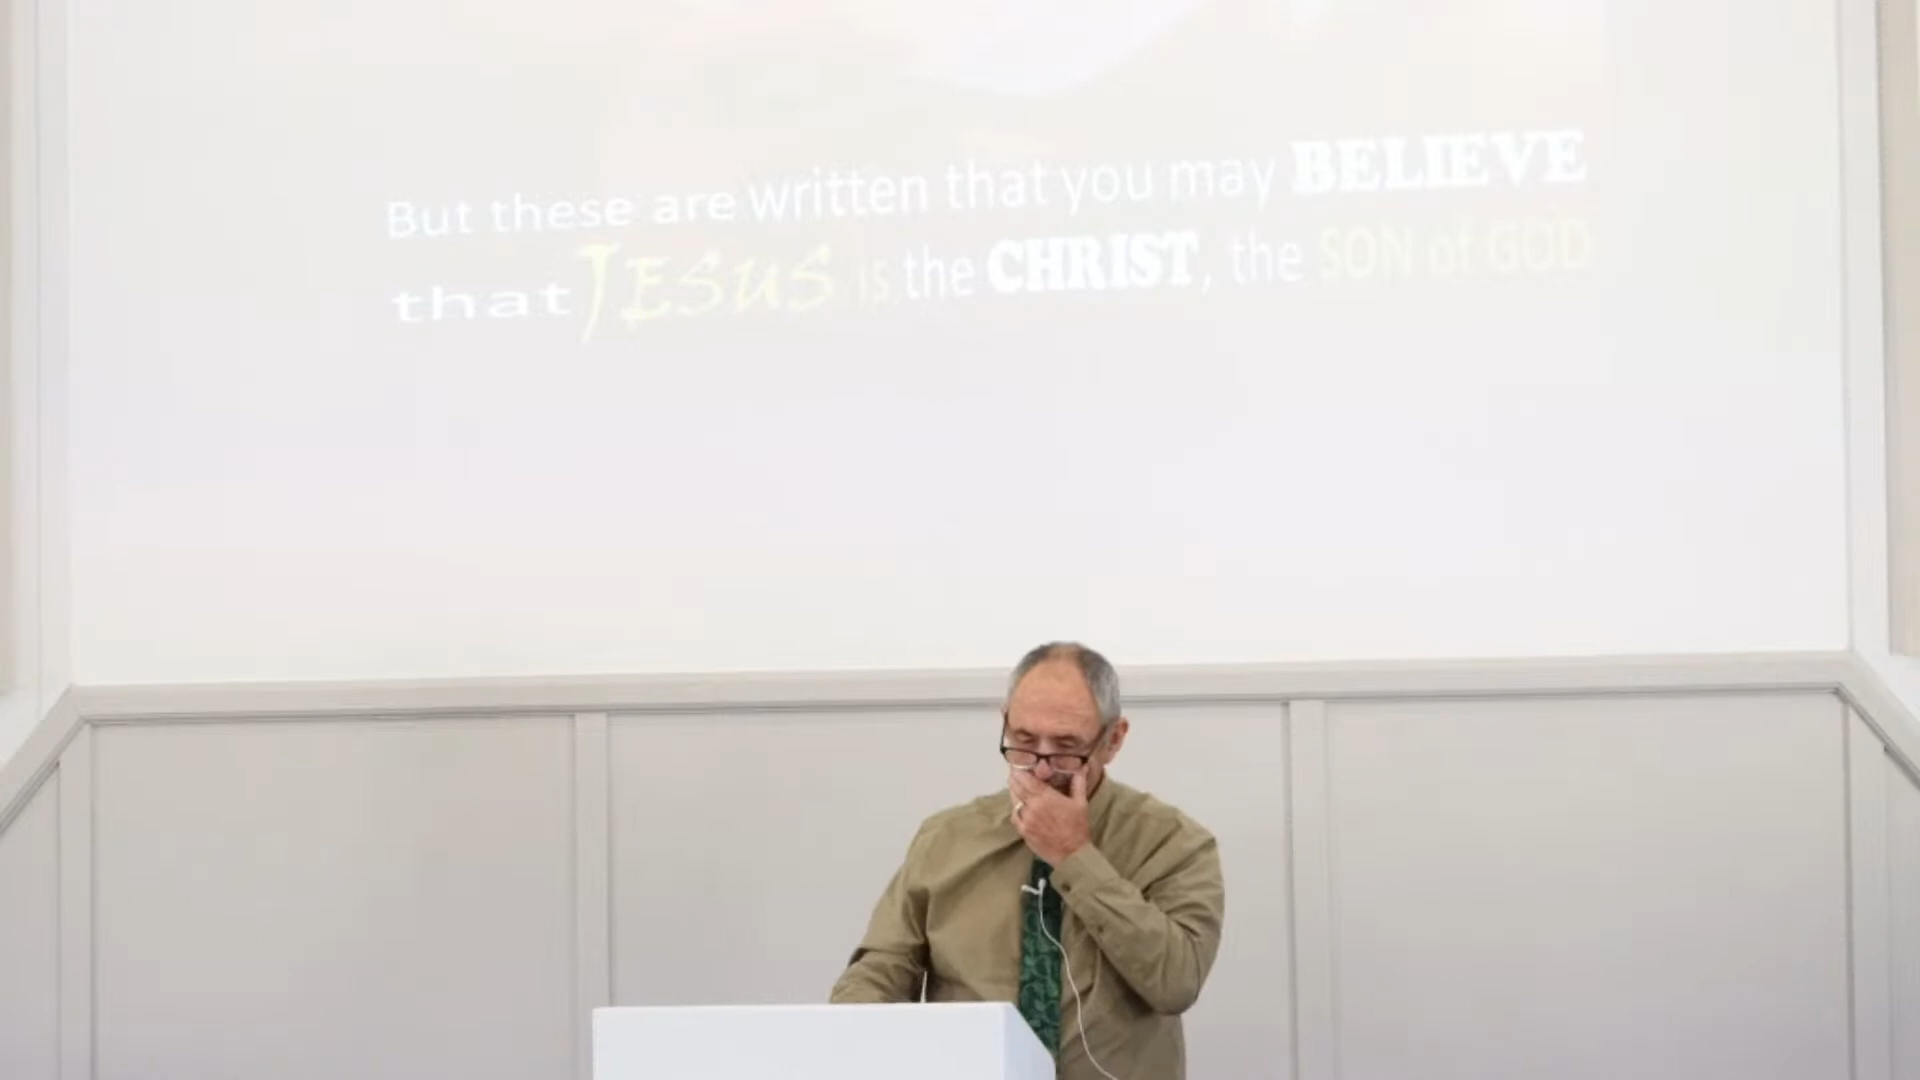 But these are written that you may BELIEVE
that JESUS is the CHRIST, the SON of GOD